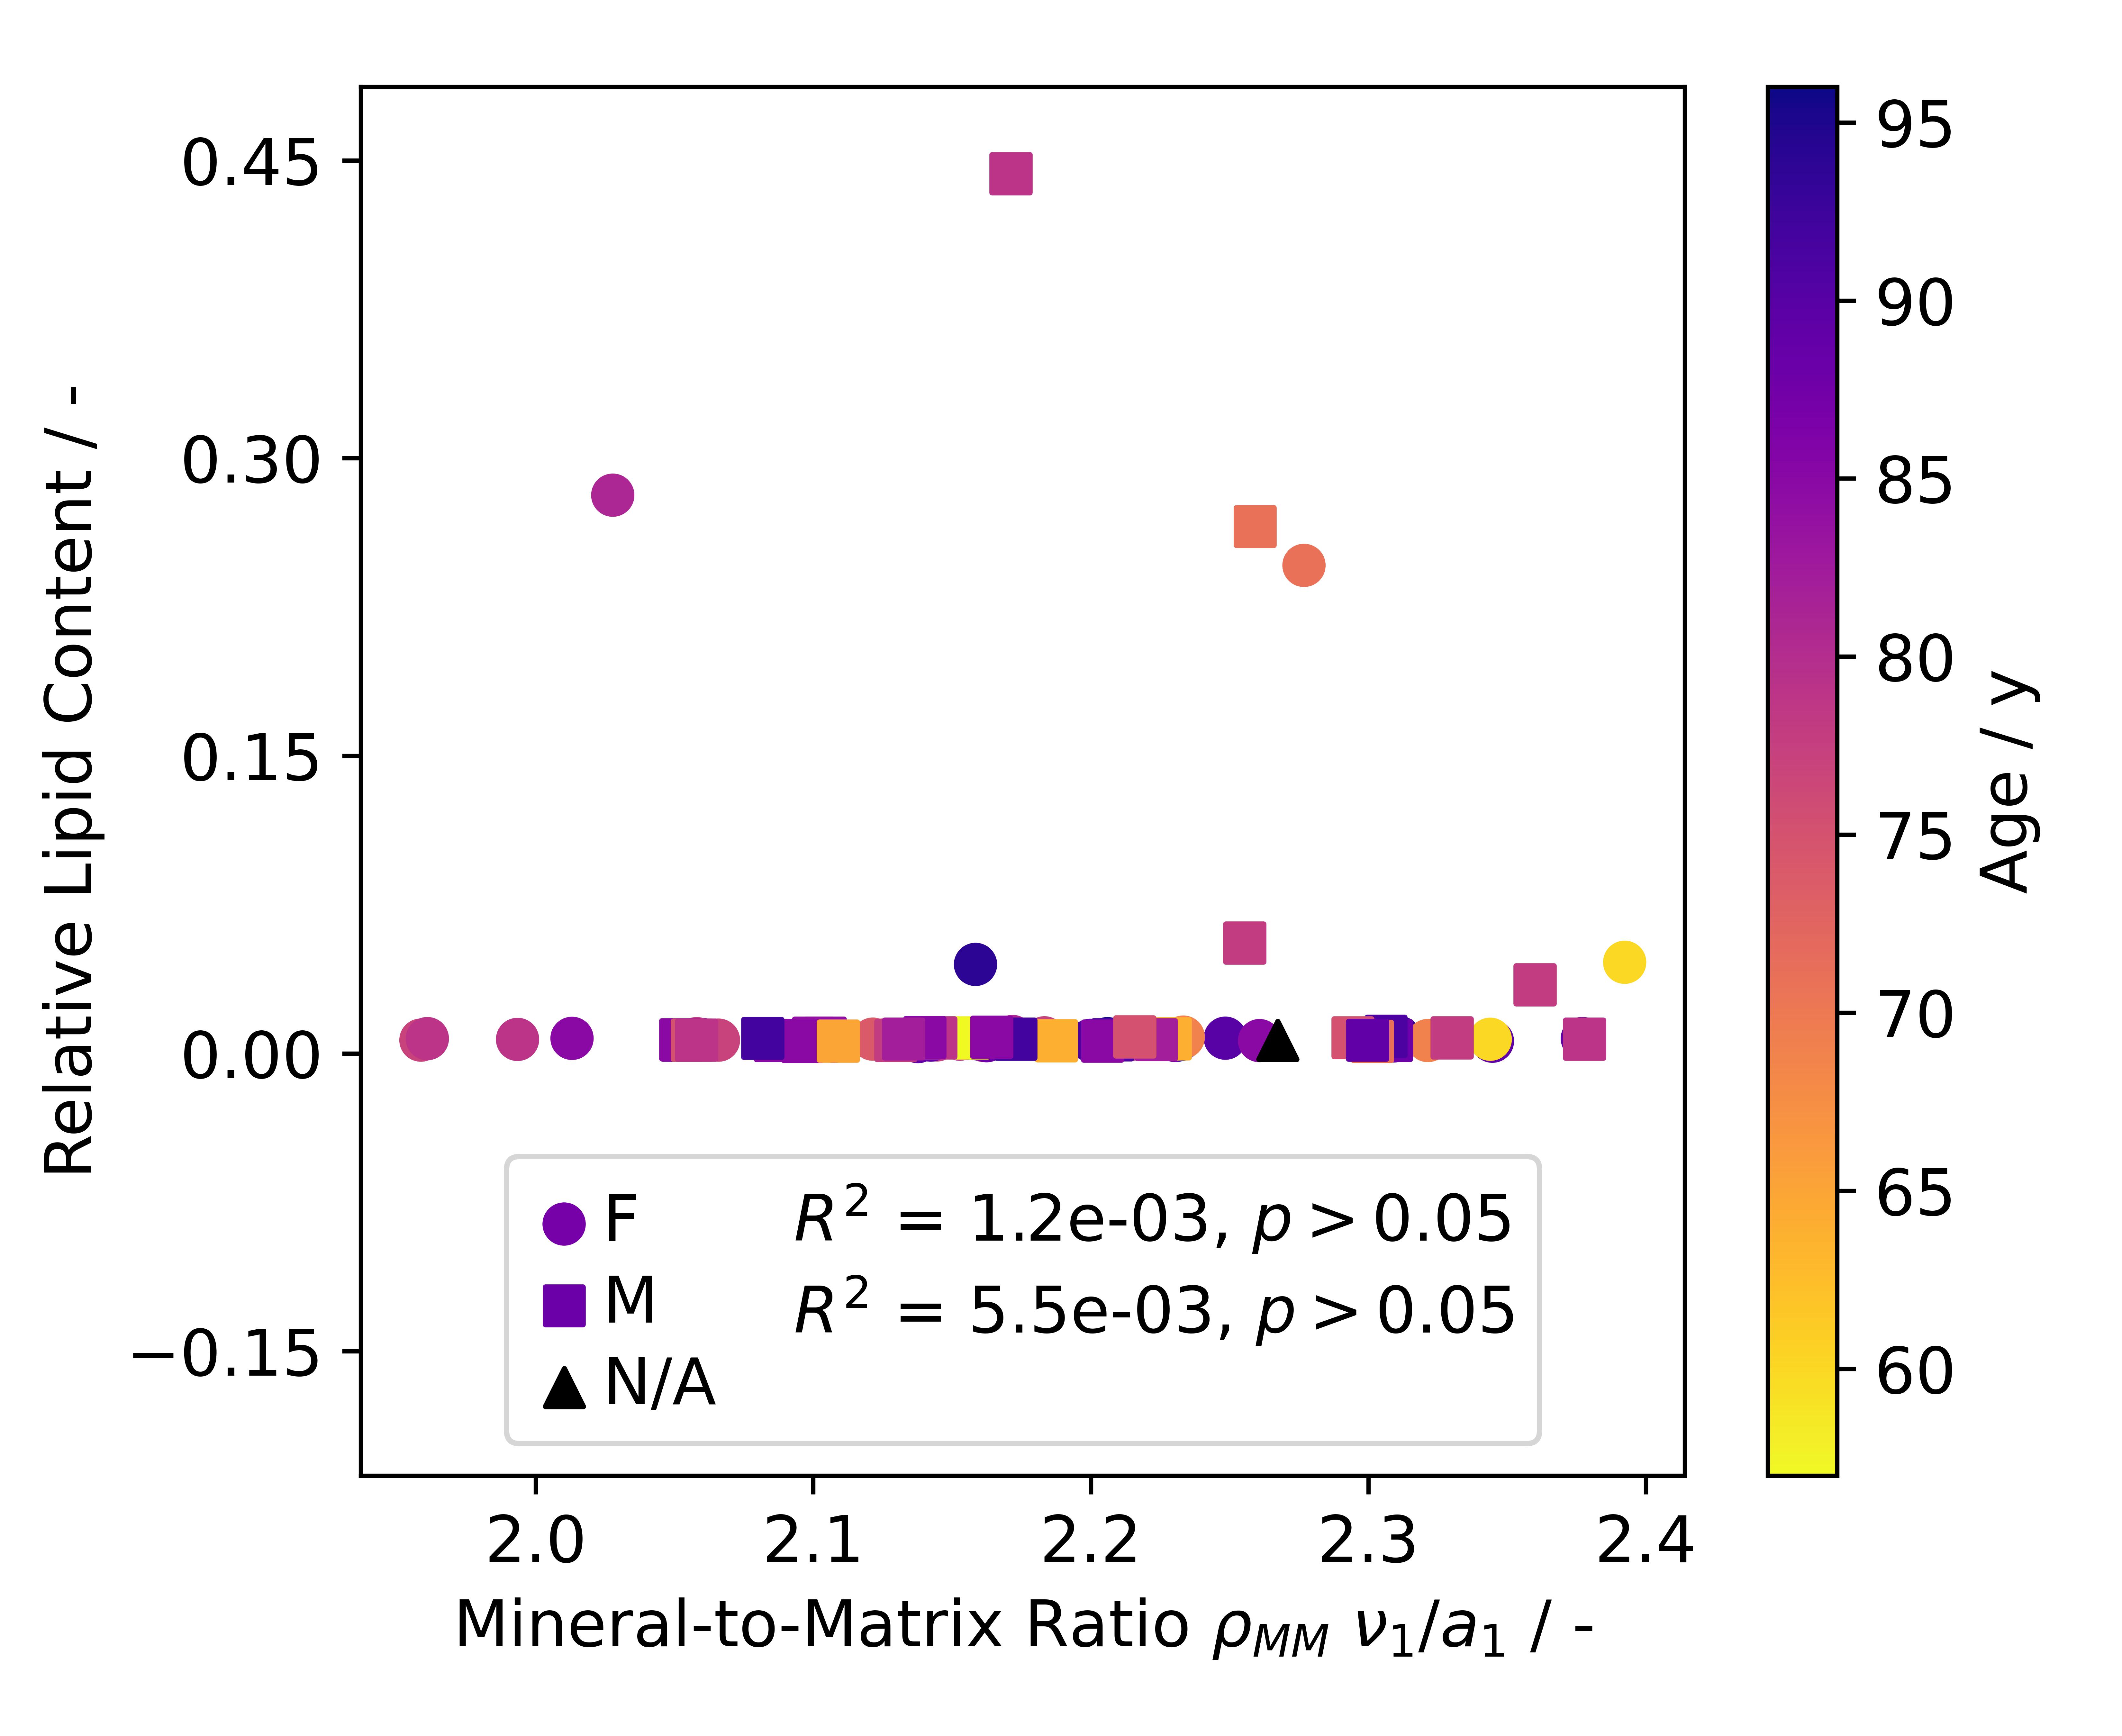 Relative Lipid Content / -
0.45
0.30
0.15
0.00
−0.15
F R² = 1.2e-03, p > 0.05
M R² = 5.5e-03, p > 0.05
N/A
2.0 2.1 2.2 2.3 2.4
Mineral-to-Matrix Ratio ρMM ν₁/a₁ / -
95
90
85
80
75
70
65
60
Age / y